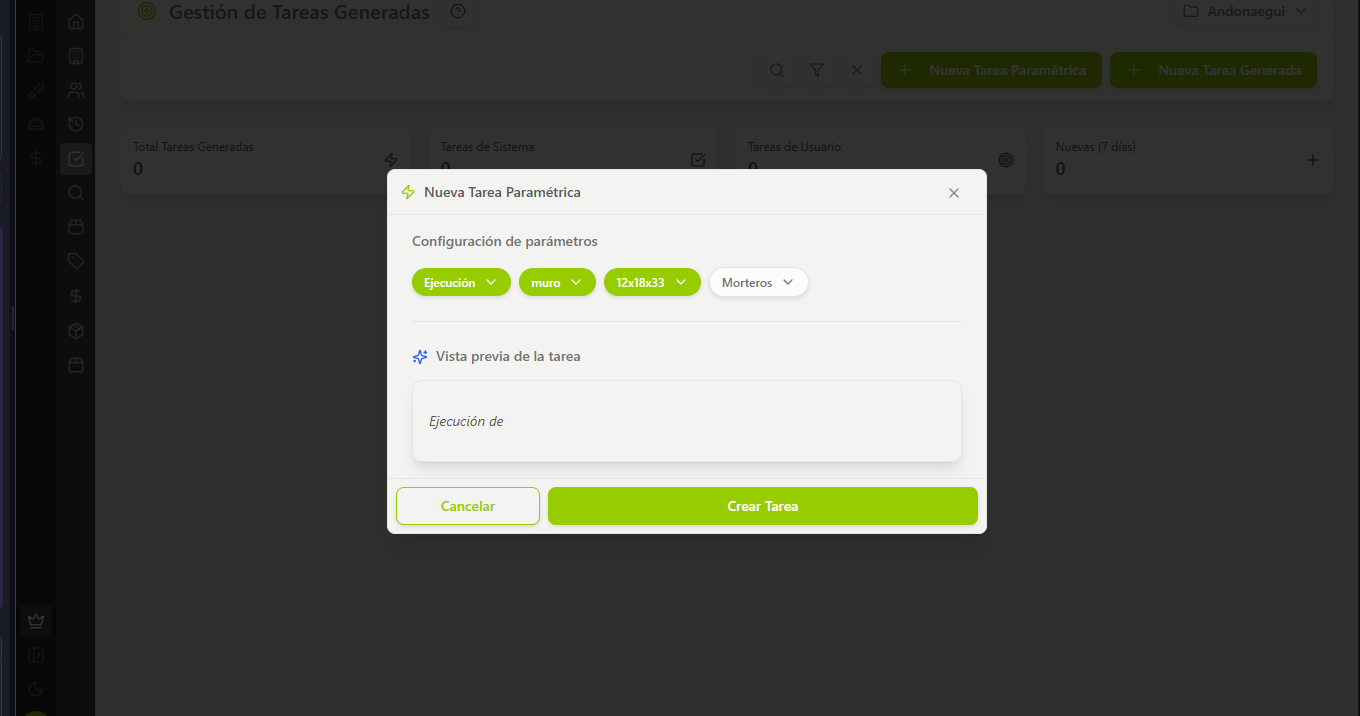 Gestión de Tareas Generadas
Andonaegui
Nueva Tarea Paramétrica
Nueva Tarea Generada
Total Tareas Generadas
0
Tareas de Sistema
0
Tareas de Usuario
0
Nuevas (7 días)
0
Nueva Tarea Paramétrica
Configuración de parámetros
Ejecución
muro
12x18x33
Morteros
Vista previa de la tarea
Ejecución de
Cancelar
Crear Tarea